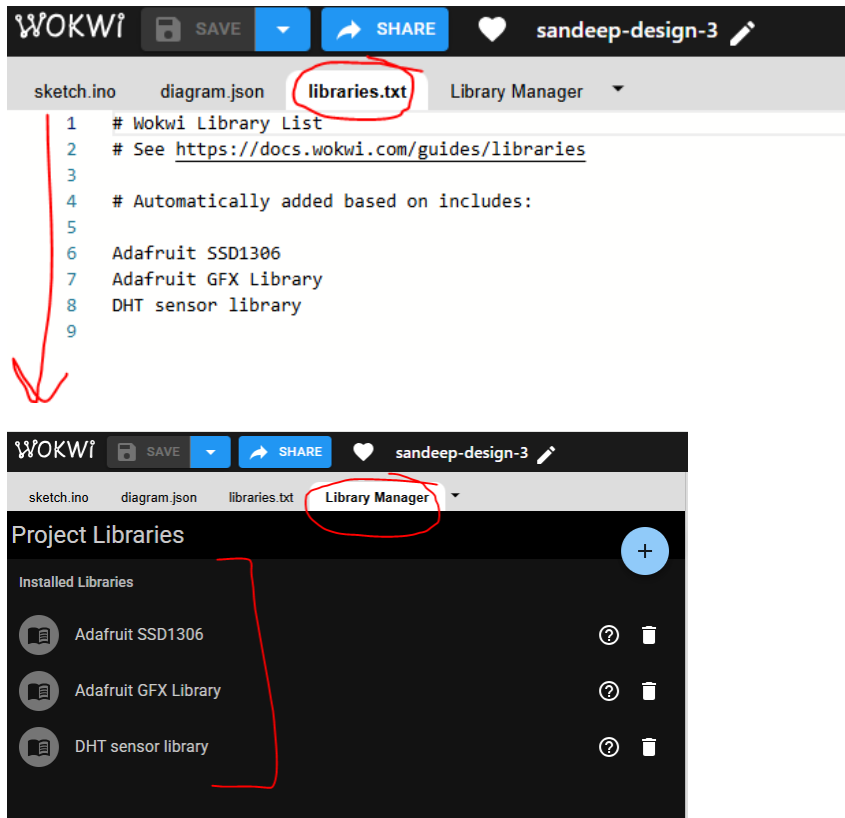 WOKWI SAVE SHARE sandeep-design-3
sketch.ino diagram.json libraries.txt Library Manager
1 # Wokwi Library List
2 # See https://docs.wokwi.com/guides/libraries
3
4 # Automatically added based on includes:
5
6 Adafruit SSD1306
7 Adafruit GFX Library
8 DHT sensor library
9
WOKWI SAVE SHARE sandeep-design-3
sketch.ino diagram.json libraries.txt Library Manager
Project Libraries
+
Installed Libraries
Adafruit SSD1306
Adafruit GFX Library
DHT sensor library